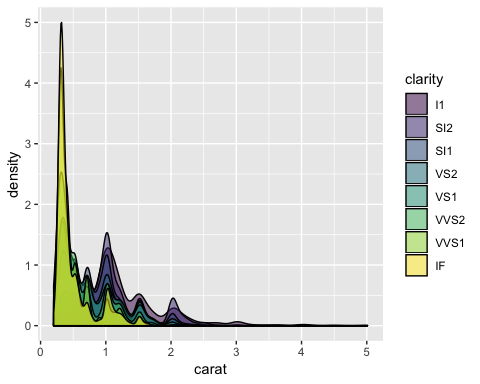 density
5
4
3
2
1
0
0 1 2 3 4 5
carat
clarity
I1
SI2
SI1
VS2
VS1
VVS2
VVS1
IF